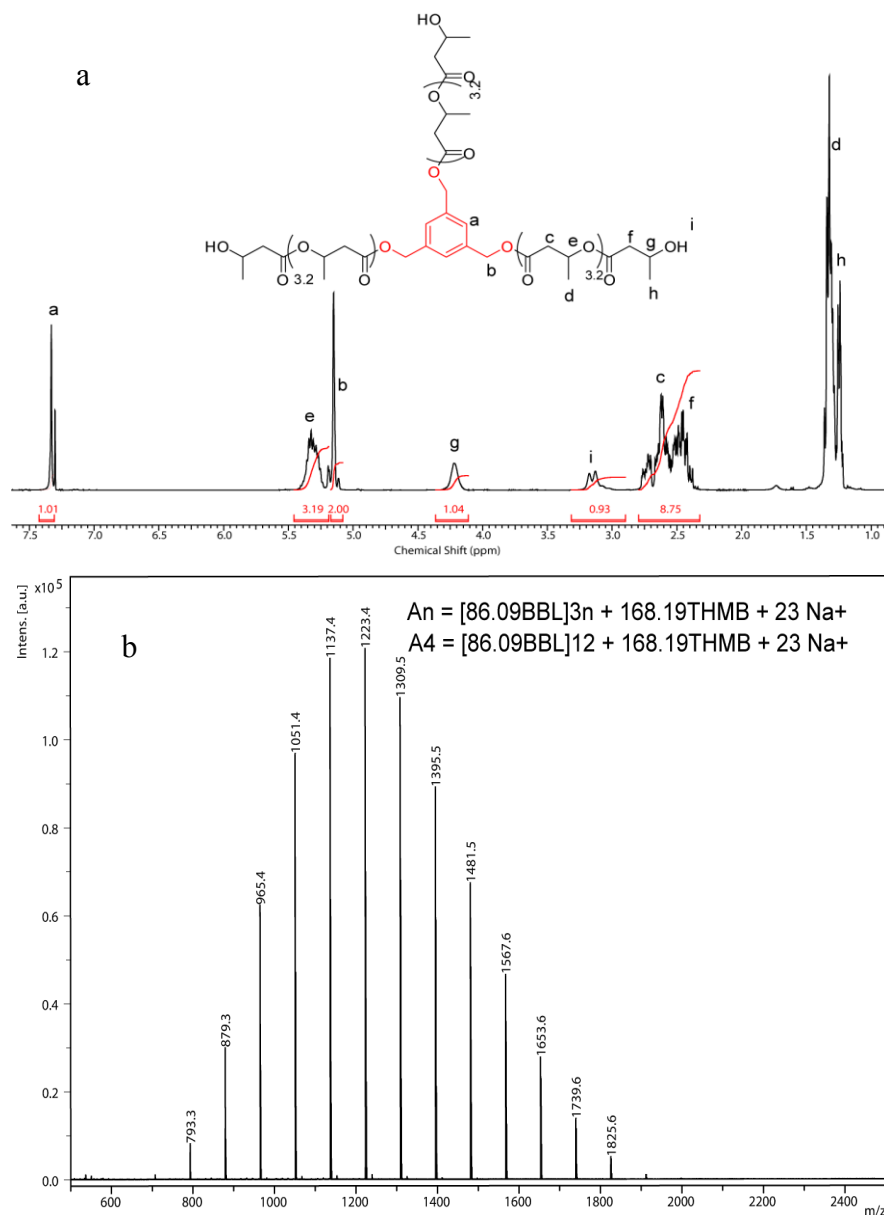 a
HO
O
3.2
O
O
O
a
HO
O
3.2
O
O
O
O
b
c
O
e
d
O
3.2
f
O
g
OH
i
h
a
e
b
g
i
c
f
d
h
1.01
3.19
2.00
1.04
0.93
8.75
7.5
7.0
6.5
6.0
5.5
5.0
4.5
4.0
3.5
3.0
2.5
2.0
1.5
1.0
Chemical Shift (ppm)
b
Intens. [a.u.]
x10⁵
An = [86.09BBL]3n + 168.19THMB + 23 Na+
A4 = [86.09BBL]12 + 168.19THMB + 23 Na+
1.2
1.0
0.8
0.6
0.4
0.2
0.0
793.3
879.3
965.4
1051.4
1137.4
1223.4
1309.5
1395.5
1481.5
1567.6
1653.6
1739.6
1825.6
600
800
1000
1200
1400
1600
1800
2000
2200
2400
m/z